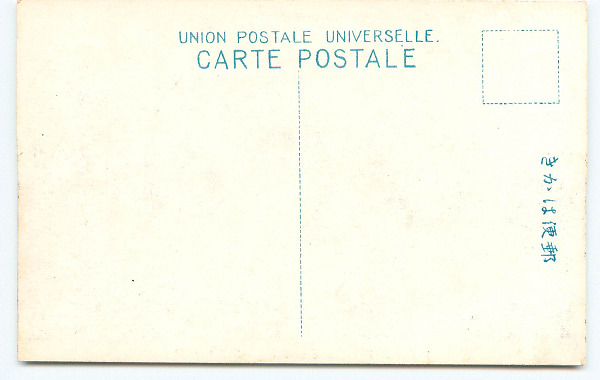 UNION POSTALE UNIVERSELLE.
CARTE POSTALE
郵便はかき